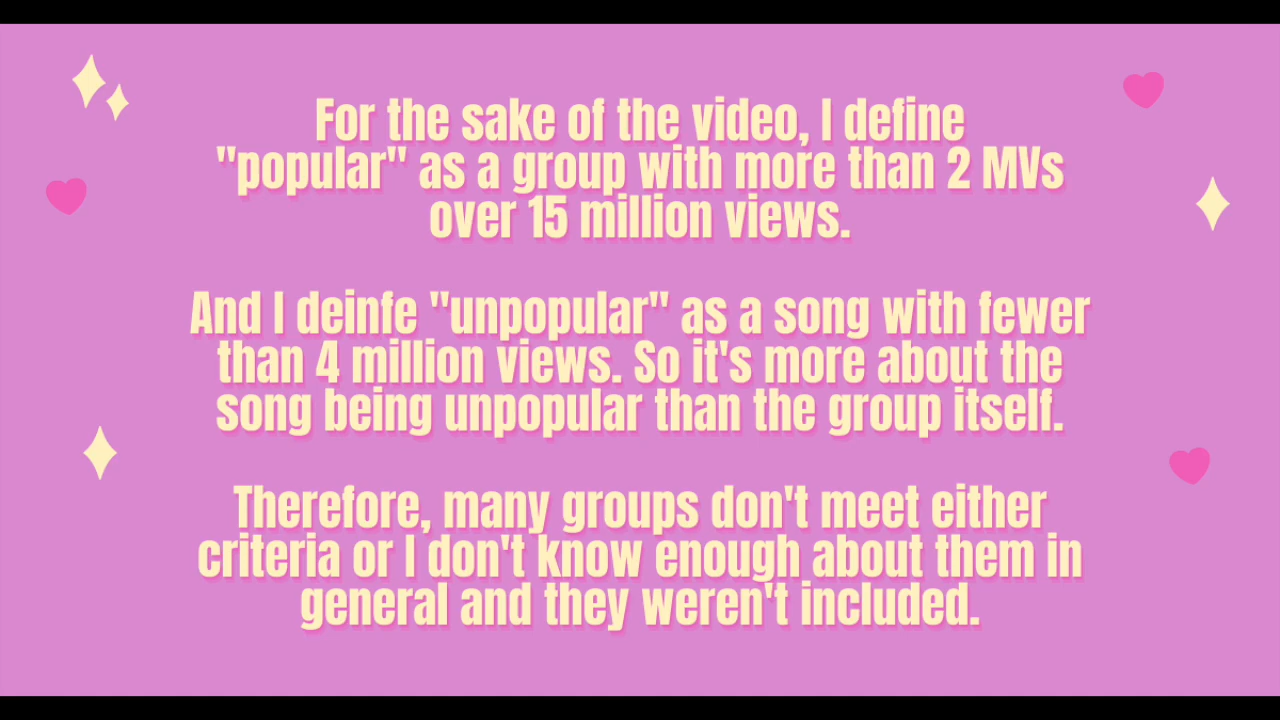 For the sake of the video, I define
"popular" as a group with more than 2 MVs
over 15 million views.
And I deinfe "unpopular" as a song with fewer
than 4 million views. So it's more about the
song being unpopular than the group itself.
Therefore, many groups don't meet either
criteria or I don't know enough about them in
general and they weren't included.